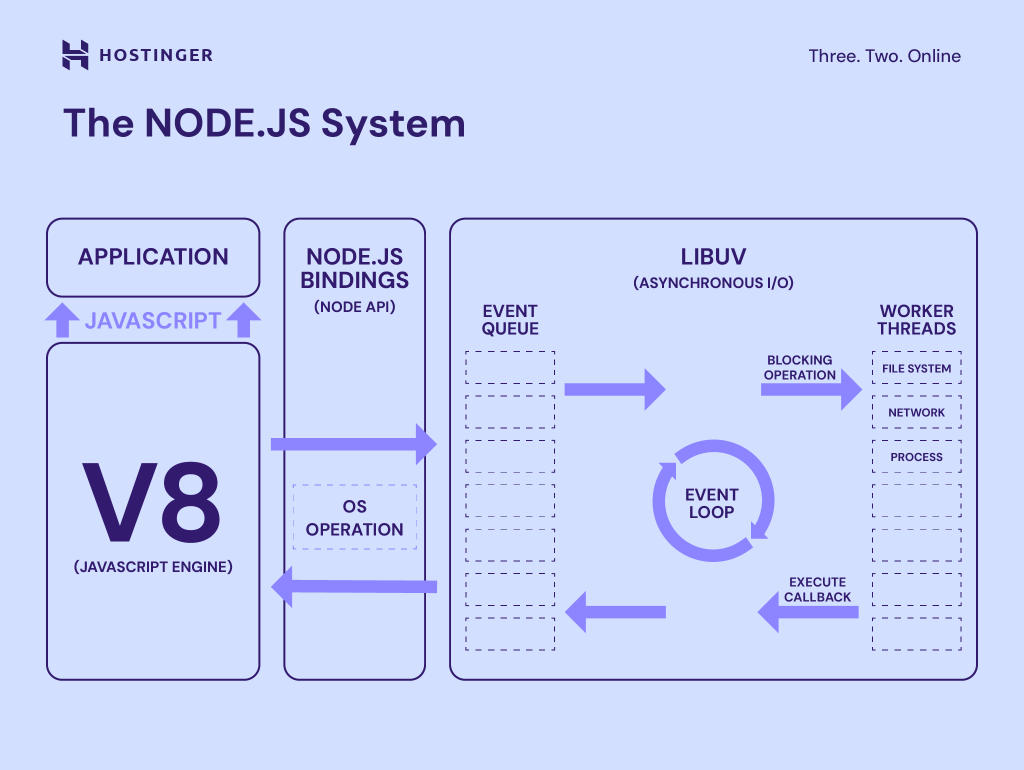 HOSTINGER
Three. Two. Online
The NODE.JS System
APPLICATION
JAVASCRIPT
V8
(JAVASCRIPT ENGINE)
NODE.JS
BINDINGS
(NODE API)
OS
OPERATION
LIBUV
(ASYNCHRONOUS I/O)
EVENT
QUEUE
BLOCKING
OPERATION
EVENT
LOOP
EXECUTE
CALLBACK
WORKER
THREADS
FILE SYSTEM
NETWORK
PROCESS